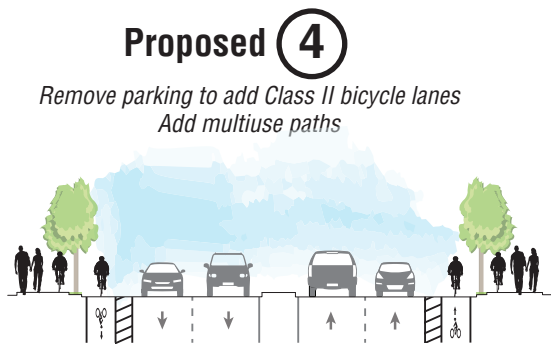 Proposed 4
Remove parking to add Class II bicycle lanes
Add multiuse paths